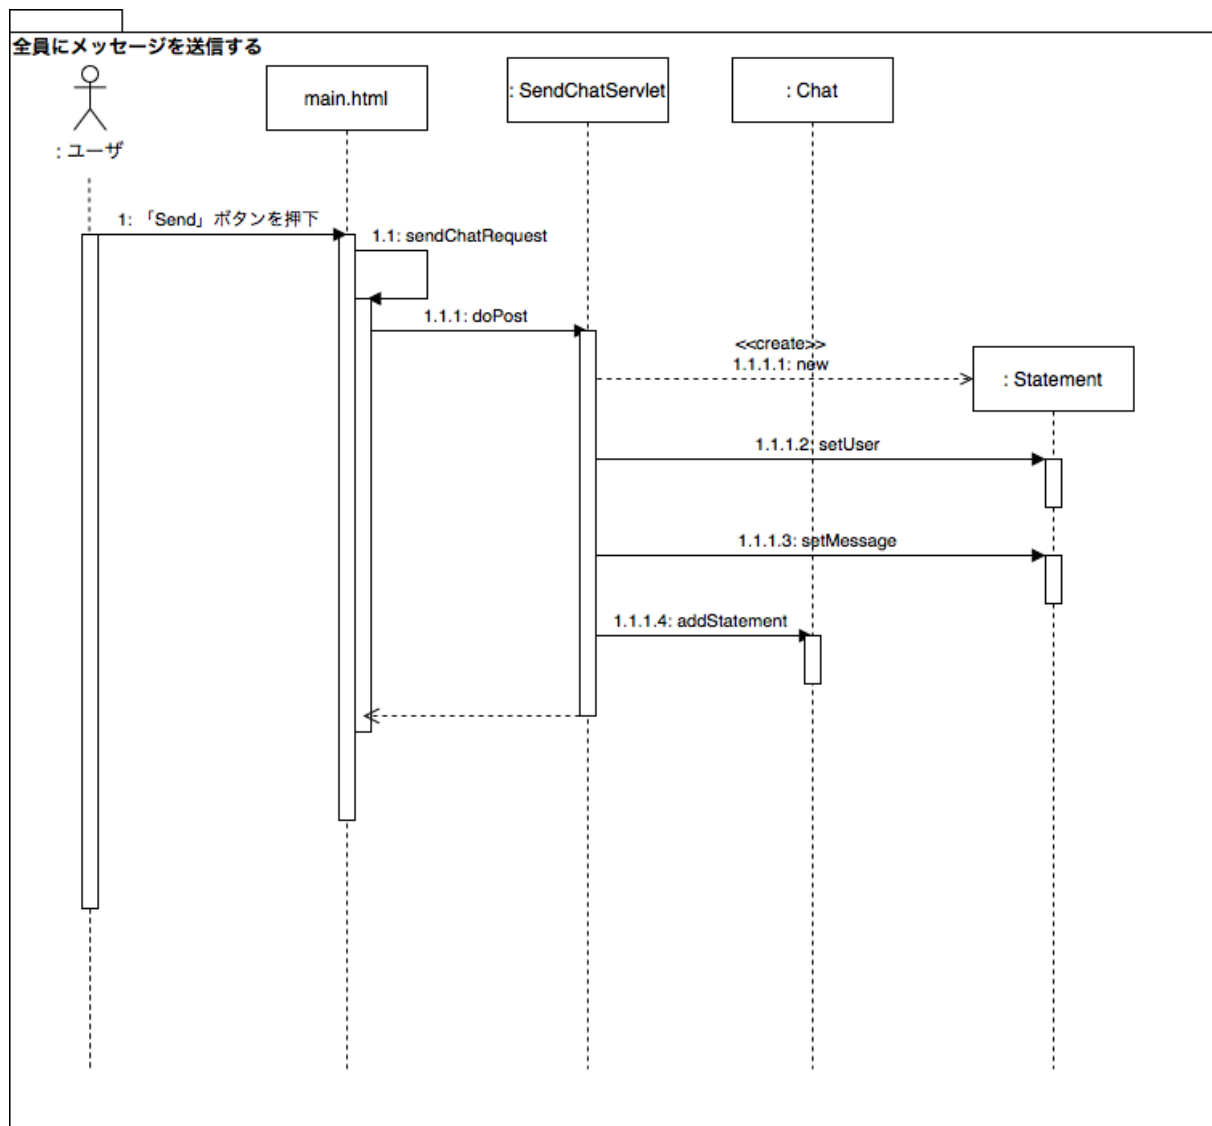 全員にメッセージを送信する
: ユーザ
main.html
: SendChatServlet
: Chat
1: 「Send」ボタンを押下
1.1: sendChatRequest
1.1.1: doPost
<<create>>
1.1.1.1: new
: Statement
1.1.1.2: setUser
1.1.1.3: setMessage
1.1.1.4: addStatement